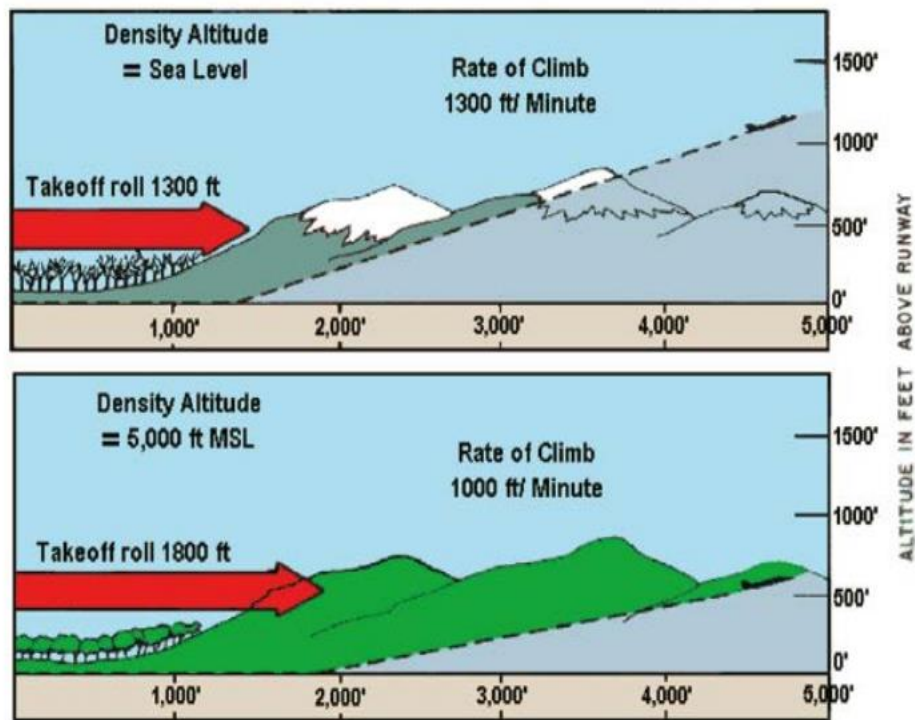 Density Altitude
= Sea Level
Rate of Climb
1300 ft/ Minute
Takeoff roll 1300 ft
1500'
1000'
500'
0'
1,000'
2,000'
3,000'
4,000'
5,000'
Density Altitude
= 5,000 ft MSL
Rate of Climb
1000 ft/ Minute
Takeoff roll 1800 ft
1500'
1000'
500'
0'
1,000'
2,000'
3,000'
4,000'
5,000'
ALTITUDE IN FEET ABOVE RUNWAY